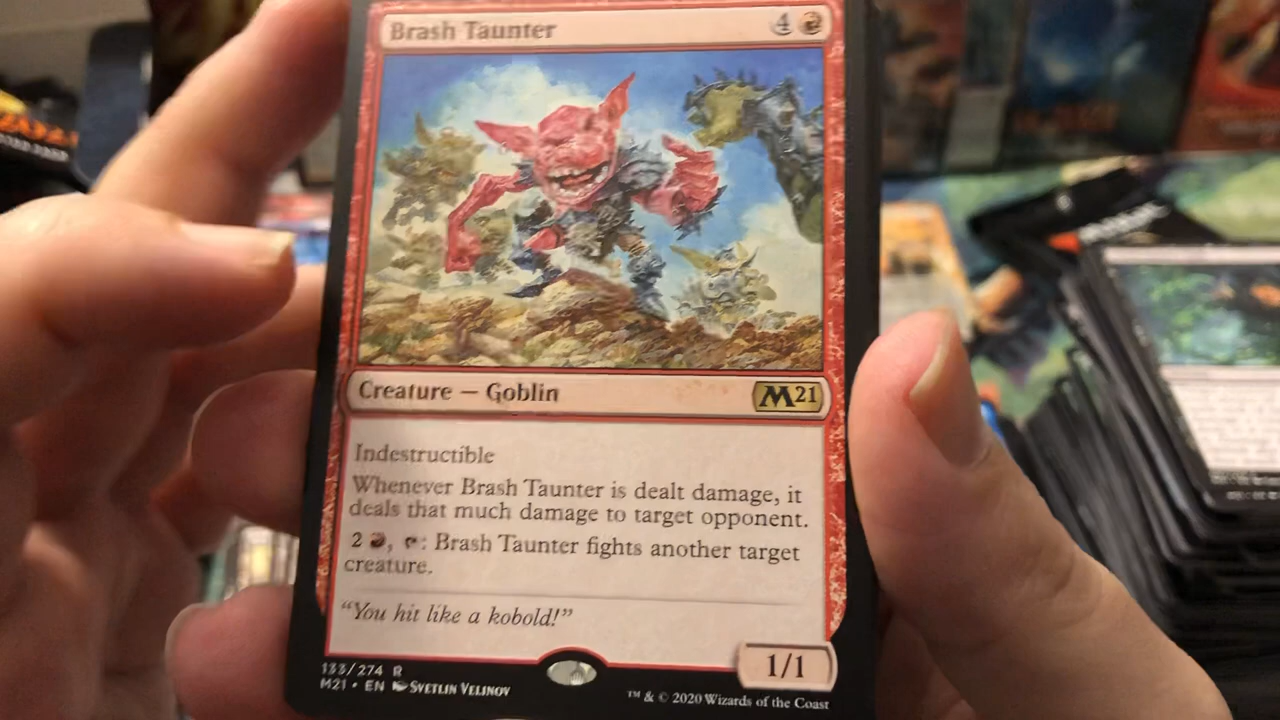 Brash Taunter 4
Creature — Goblin M21
Indestructible
Whenever Brash Taunter is dealt damage, it
deals that much damage to target opponent.
2 , : Brash Taunter fights another target
creature.
“You hit like a kobold!”
1/1
133/274 R
M21 • EN Svetlin Velinov
™ & © 2020 Wizards of the Coast